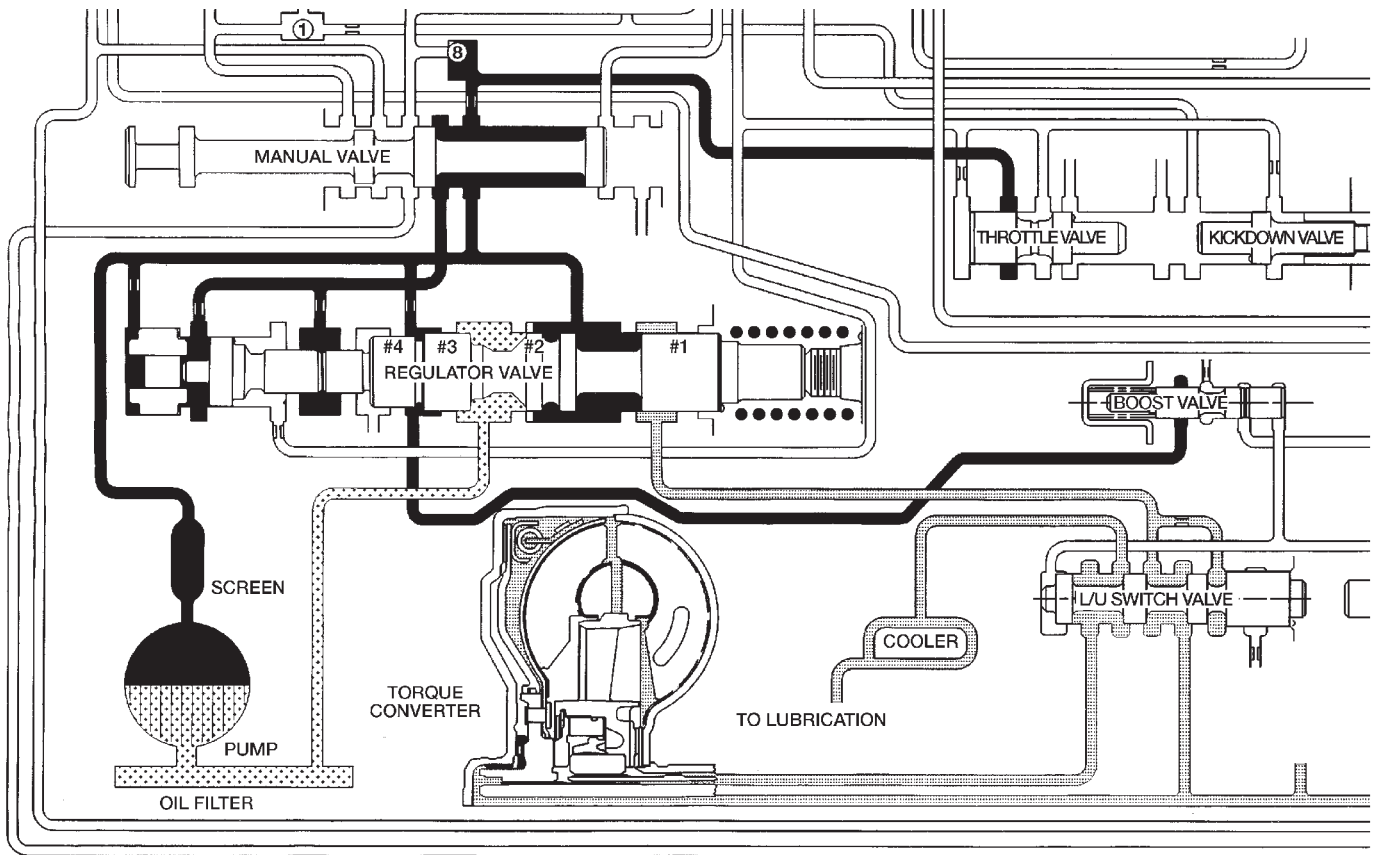 1
8
MANUAL VALVE
THROTTLE VALVE
KICKDOWN VALVE
#4
#3
#2
#1
REGULATOR VALVE
BOOST VALVE
SCREEN
L/U SWITCH VALVE
COOLER
TORQUE
CONVERTER
TO LUBRICATION
PUMP
OIL FILTER